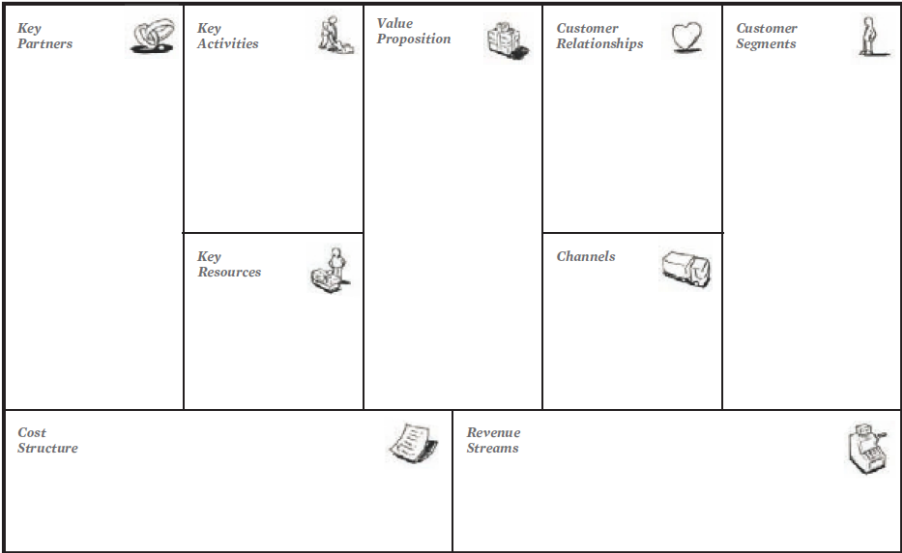 Key
Partners
Key
Activities
Value
Proposition
Customer
Relationships
Customer
Segments
Key
Resources
Channels
Cost
Structure
Revenue
Streams